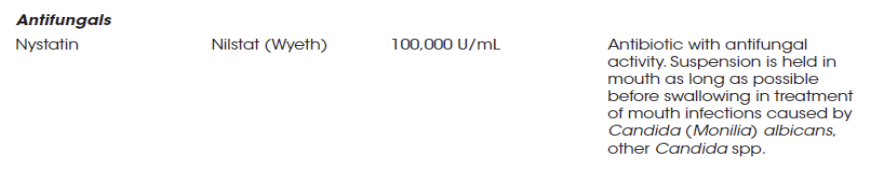 Antifungals
Nystatin Nilstat (Wyeth) 100,000 U/mL Antibiotic with antifungal
activity. Suspension is held in
mouth as long as possible
before swallowing in treatment
of mouth infections caused by
Candida (Monilia) albicans,
other Candida spp.